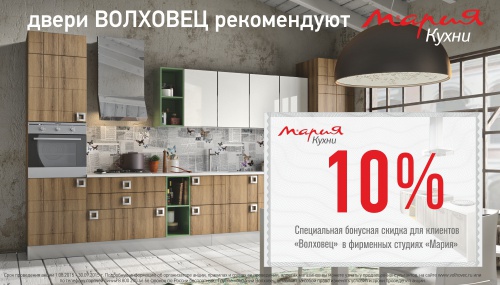 двери ВОЛХОВЕЦ рекомендуют
Мария
Кухни
Мария
Кухни
10%
Специальная бонусная скидка для клиентов
«Волховец» в фирменных студиях «Мария»